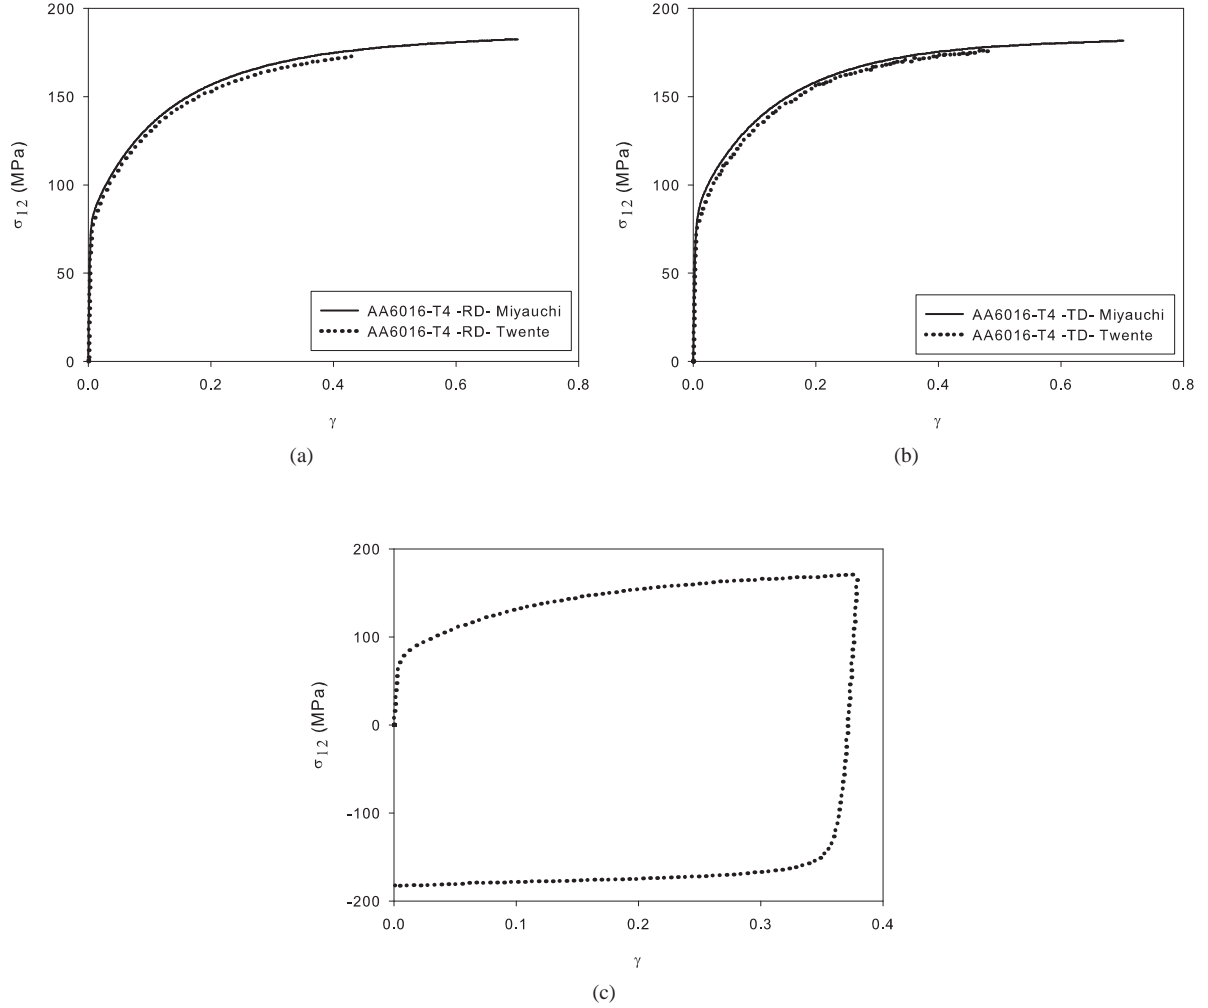 200
150
100
50
0
σ12 (MPa)
0.0 0.2 0.4 0.6 0.8
γ
AA6016-T4 -RD- Miyauchi
AA6016-T4 -RD- Twente
(a)
200
150
100
50
0
σ12 (MPa)
0.0 0.2 0.4 0.6 0.8
γ
AA6016-T4 -TD- Miyauchi
AA6016-T4 -TD- Twente
(b)
200
100
0
-100
-200
σ12 (MPa)
0.0 0.1 0.2 0.3 0.4
γ
(c)